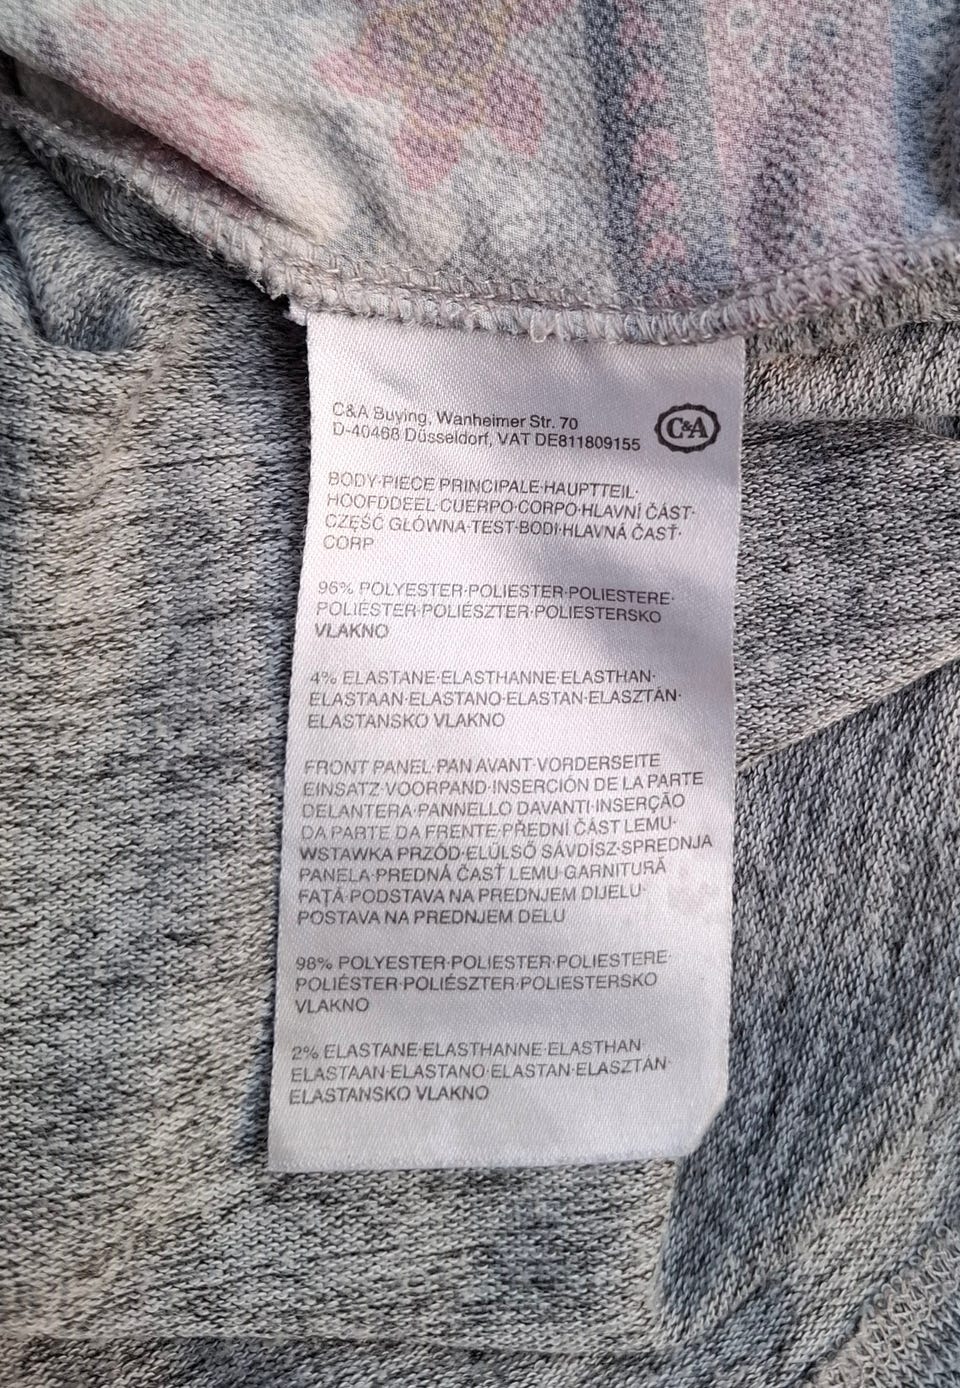 C&A Buying, Wanheimer Str. 70
D-40468 Düsseldorf, VAT DE811809155
C&A
BODY·PIECE PRINCIPALE·HAUPTTEIL·
HOOFDDEEL·CUERPO·CORPO·HLAVNÍ ČÁST·
CZĘŚĆ GŁÓWNA·TEST·BODI·HLAVNÁ ČASŤ·
CORP
96% POLYESTER·POLIESTER·POLIESTERE·
POLIÉSTER·POLIÉSZTER·POLIESTERSKO
VLAKNO
4% ELASTANE·ELASTHANNE·ELASTHAN·
ELASTAAN·ELASTANO·ELASTAN·ELASZTÁN·
ELASTANSKO VLAKNO
FRONT PANEL·PAN AVANT·VORDERSEITE
EINSATZ·VOORPAND·INSERCIÓN DE LA PARTE
DELANTERA·PANNELLO DAVANTI·INSERÇÃO
DA PARTE DA FRENTE·PŘEDNÍ ČÁST LEMU·
WSTAWKA PRZÓD·ELÜLSŐ SÁVDÍSZ·SPREDNJA
PANELA·PREDNÁ ČASŤ LEMU·GARNITURĂ
FAȚĂ·PODSTAVA NA PREDNJEM DIJELU·
POSTAVA NA PREDNJEM DELU
98% POLYESTER·POLIESTER·POLIESTERE·
POLIÉSTER·POLIÉSZTER·POLIESTERSKO
VLAKNO
2% ELASTANE·ELASTHANNE·ELASTHAN·
ELASTAAN·ELASTANO·ELASTAN·ELASZTÁN·
ELASTANSKO VLAKNO